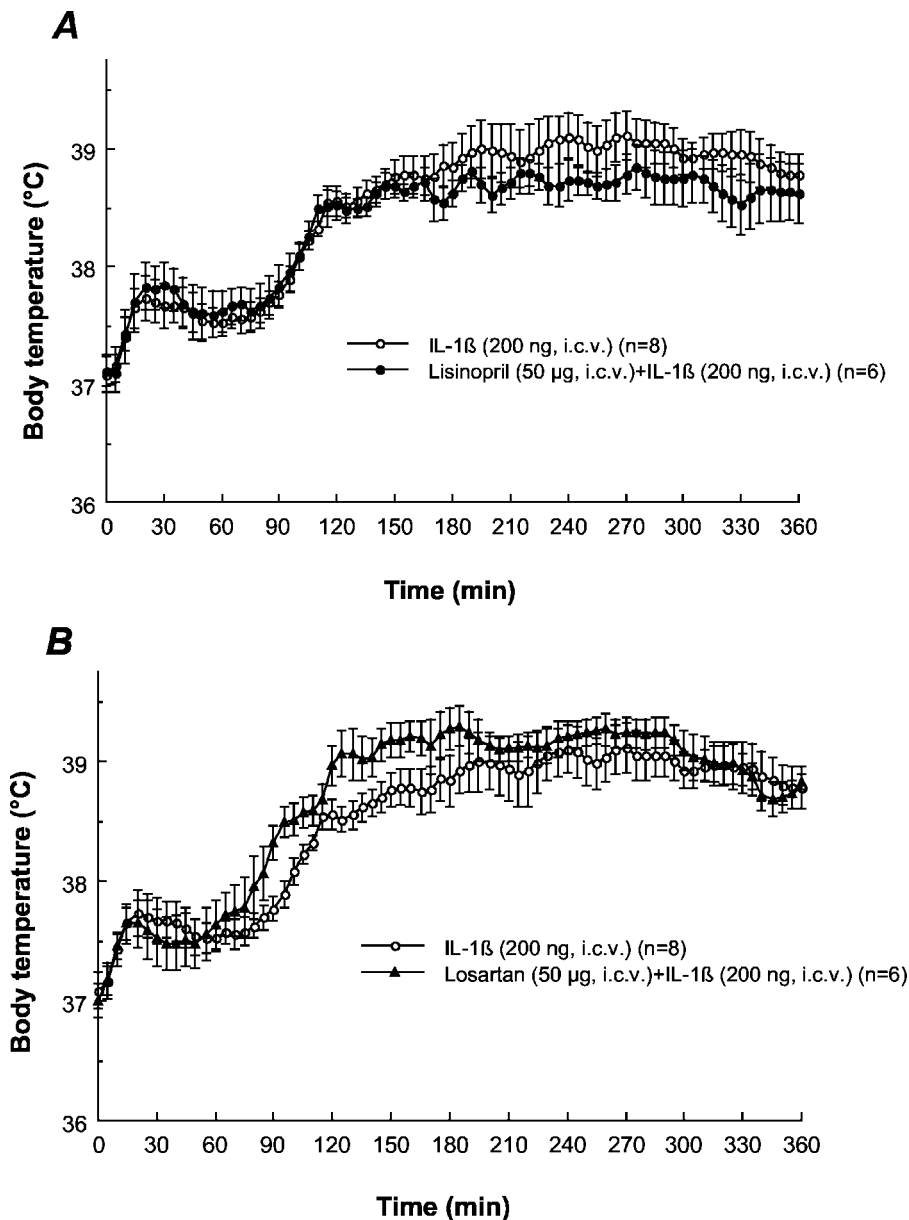 A
Body temperature (°C)
39
38
37
36
IL-1ß (200 ng, i.c.v.) (n=8)
Lisinopril (50 µg, i.c.v.)+IL-1ß (200 ng, i.c.v.) (n=6)
0 30 60 90 120 150 180 210 240 270 300 330 360
Time (min)
B
Body temperature (°C)
39
38
37
36
IL-1ß (200 ng, i.c.v.) (n=8)
Losartan (50 µg, i.c.v.)+IL-1ß (200 ng, i.c.v.) (n=6)
0 30 60 90 120 150 180 210 240 270 300 330 360
Time (min)